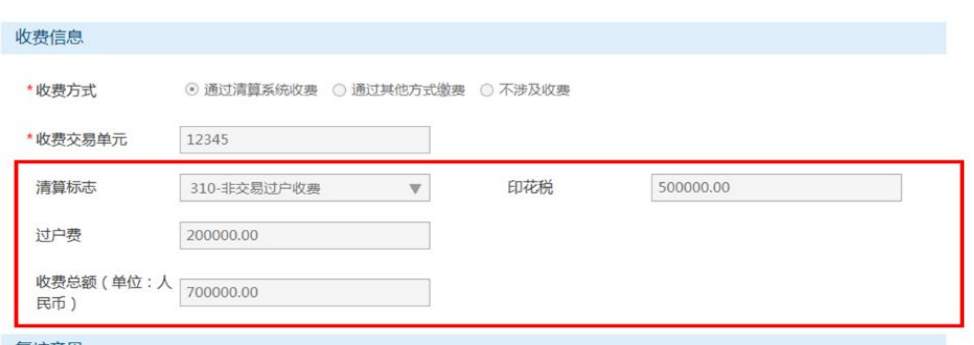 收费信息
*收费方式 通过清算系统收费 通过其他方式缴费 不涉及收费
*收费交易单元 12345
清算标志 310-非交易过户收费 印花税 500000.00
过户费 200000.00
收费总额（单位：人
民币） 700000.00